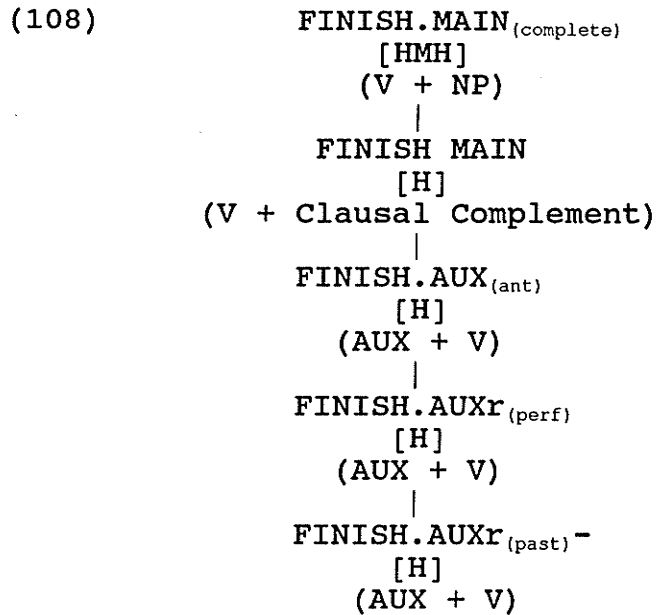 (108) FINISH.MAIN(complete)
[HMH]
(V + NP)
|
FINISH MAIN
[H]
(V + Clausal Complement)
|
FINISH.AUX(ant)
[H]
(AUX + V)
|
FINISH.AUXr(perf)
[H]
(AUX + V)
|
FINISH.AUXr(past)-
[H]
(AUX + V)